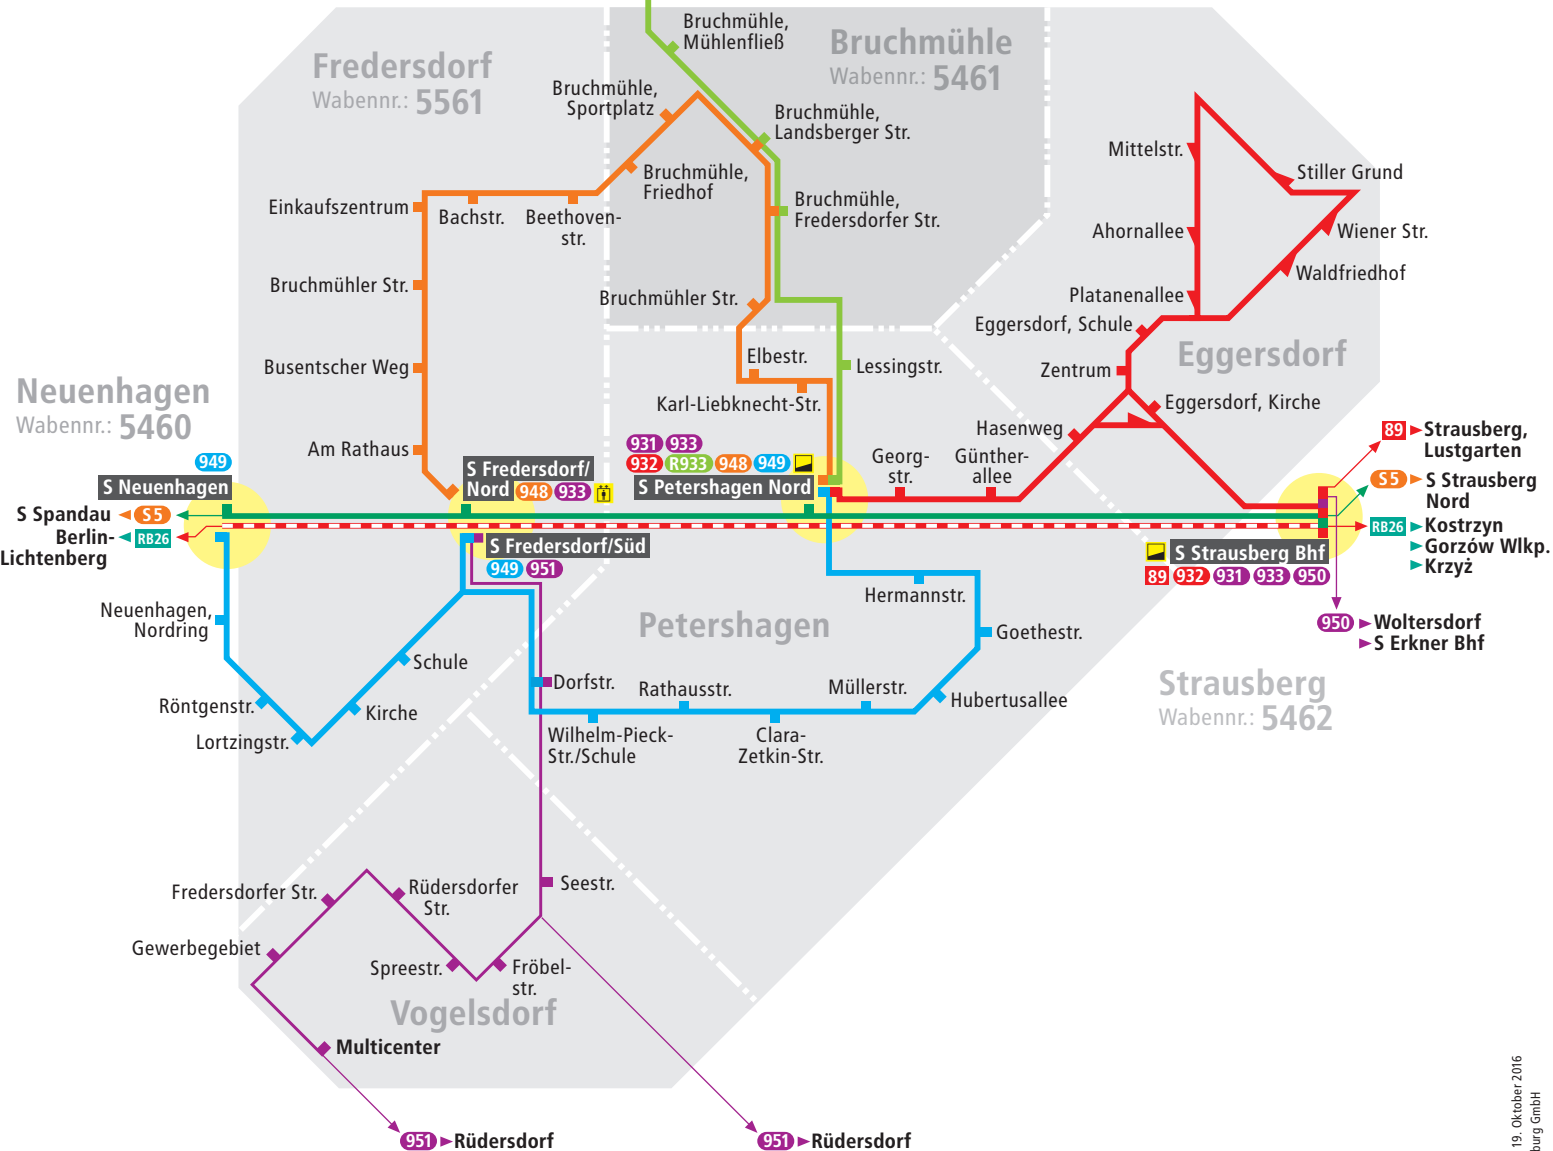 Bruchmühle,
Mühlenfließ
Bruchmühle
Wabennr.: 5461
Fredersdorf
Wabennr.: 5561
Bruchmühle,
Sportplatz
Bruchmühle,
Landsberger Str.
Bruchmühle,
Friedhof
Bruchmühle,
Fredersdorfer Str.
Einkaufszentrum
Bachstr.
Beethoven-
str.
Bruchmühler Str.
Bruchmühler Str.
Busentscher Weg
Am Rathaus
Elbestr.
Karl-Liebknecht-Str.
Lessingstr.
Mittelstr.
Stiller Grund
Ahornallee
Wiener Str.
Waldfriedhof
Platanenallee
Eggersdorf, Schule
Eggersdorf
Zentrum
Eggersdorf, Kirche
Hasenweg
Georg-
str.
Günther-
allee
Neuenhagen
Wabennr.: 5460
949
S Neuenhagen
S Spandau S5
Berlin-
Lichtenberg
RB26
S Fredersdorf/
Nord 948 933
931 933
932 R933 948 949
S Petershagen Nord
89 Strausberg,
Lustgarten
S5 S Strausberg
Nord
RB26 Kostrzyn
Gorzów Wlkp.
Krzyż
S Strausberg Bhf
89 932 931 933 950
950 Woltersdorf
S Erkner Bhf
S Fredersdorf/Süd
949 951
Neuenhagen,
Nordring
Röntgenstr.
Lortzingstr.
Kirche
Schule
Petershagen
Hermannstr.
Goethestr.
Hubertusallee
Müllerstr.
Rathausstr.
Dorfstr.
Wilhelm-Pieck-
Str./Schule
Clara-
Zetkin-Str.
Strausberg
Wabennr.: 5462
Seestr.
Fredersdorfer Str.
Rüdersdorfer
Str.
Gewerbegebiet
Spreestr.
Fröbel-
str.
Vogelsdorf
Multicenter
951 Rüdersdorf
951 Rüdersdorf
19. Oktober 2016
burg GmbH